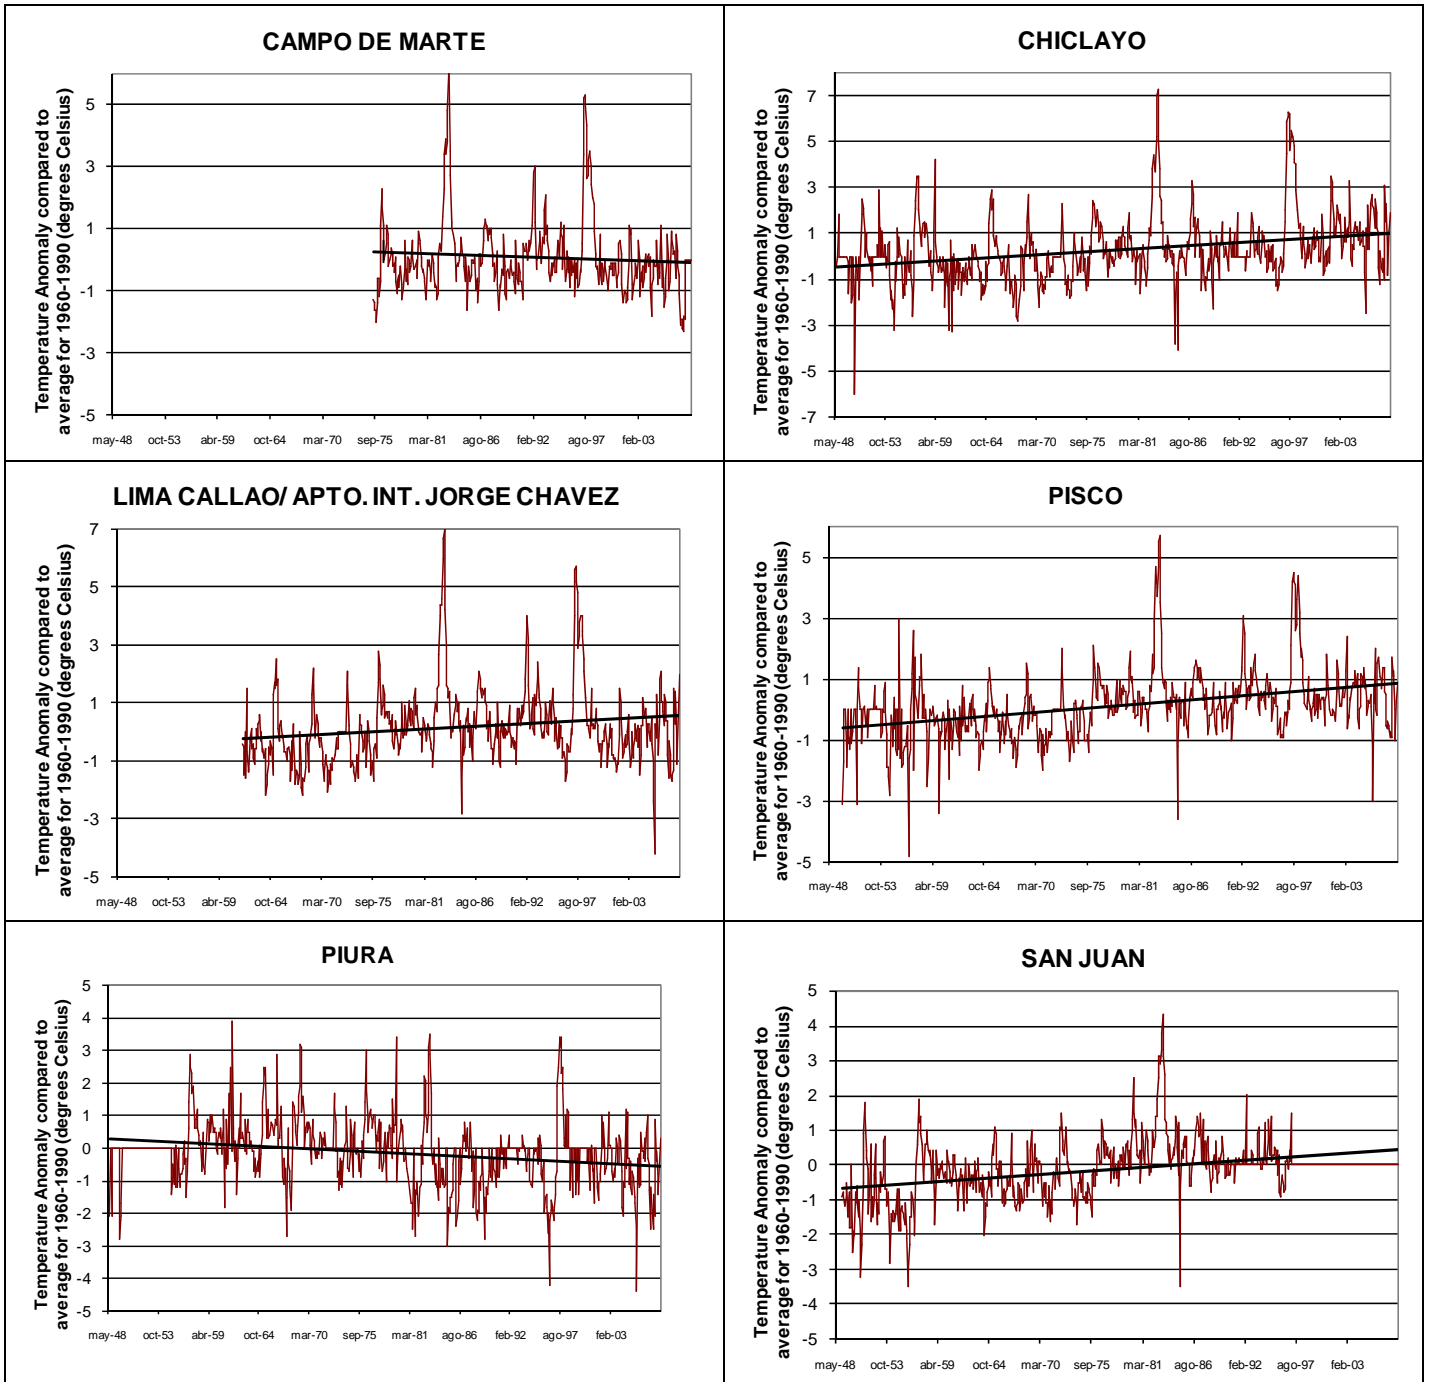 CAMPO DE MARTE
Temperature Anomaly compared to
average for 1960-1990 (degrees Celsius)
5
3
1
-1
-3
-5
may-48 oct-53 abr-59 oct-64 mar-70 sep-75 mar-81 ago-86 feb-92 ago-97 feb-03
CHICLAYO
Temperature Anomaly compared to
average for 1960-1990 (degrees Celsius)
7
5
3
1
-1
-3
-5
-7
may-48 oct-53 abr-59 oct-64 mar-70 sep-75 mar-81 ago-86 feb-92 ago-97 feb-03
LIMA CALLAO/ APTO. INT. JORGE CHAVEZ
Temperature Anomaly compared to
average for 1960-1990 (degrees Celsius)
7
5
3
1
-1
-3
-5
may-48 oct-53 abr-59 oct-64 mar-70 sep-75 mar-81 ago-86 feb-92 ago-97 feb-03
PISCO
Temperature Anomaly compared to
average for 1960-1990 (degrees Celsius)
5
3
1
-1
-3
-5
may-48 oct-53 abr-59 oct-64 mar-70 sep-75 mar-81 ago-86 feb-92 ago-97 feb-03
PIURA
Temperature Anomaly compared to
average for 1960-1990 (degrees Celsius)
5
4
3
2
1
0
-1
-2
-3
-4
-5
may-48 oct-53 abr-59 oct-64 mar-70 sep-75 mar-81 ago-86 feb-92 ago-97 feb-03
SAN JUAN
Temperature Anomaly compared to
average for 1960-1990 (degrees Celsius)
5
4
3
2
1
0
-1
-2
-3
-4
-5
may-48 oct-53 abr-59 oct-64 mar-70 sep-75 mar-81 ago-86 feb-92 ago-97 feb-03